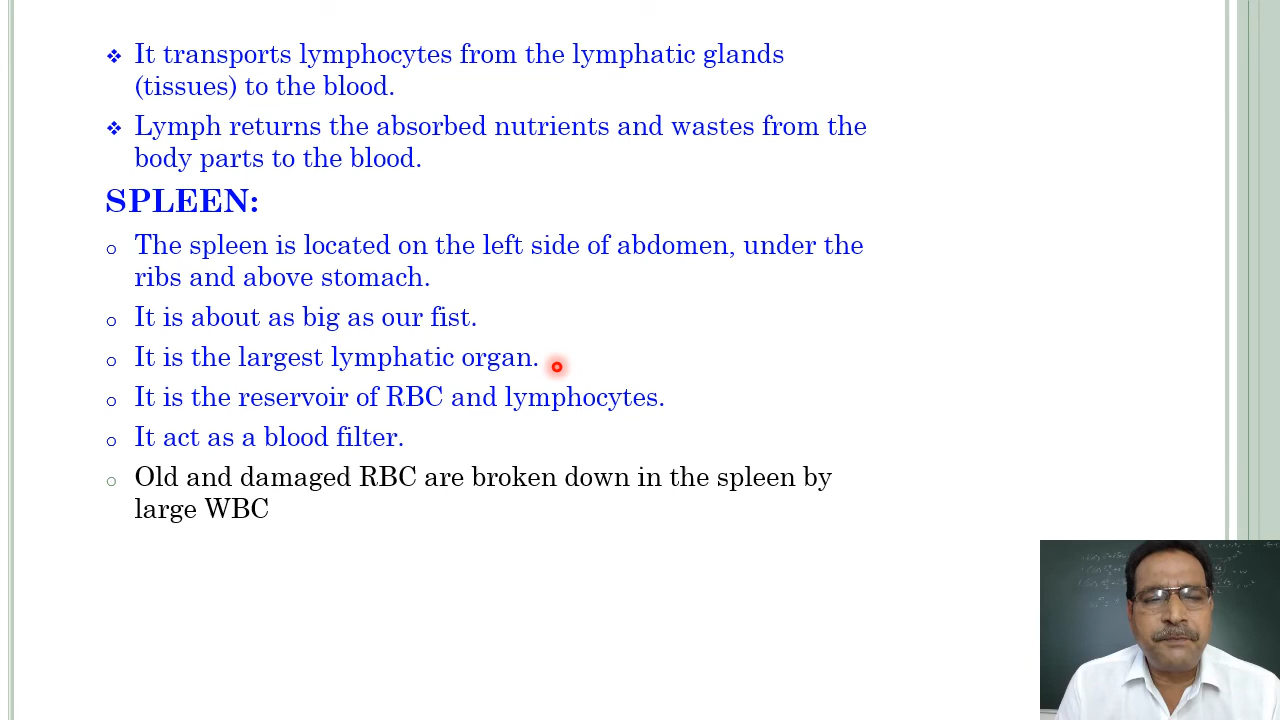 It transports lymphocytes from the lymphatic glands
(tissues) to the blood.
Lymph returns the absorbed nutrients and wastes from the
body parts to the blood.
SPLEEN:
The spleen is located on the left side of abdomen, under the
ribs and above stomach.
It is about as big as our fist.
It is the largest lymphatic organ.
It is the reservoir of RBC and lymphocytes.
It act as a blood filter.
Old and damaged RBC are broken down in the spleen by
large WBC